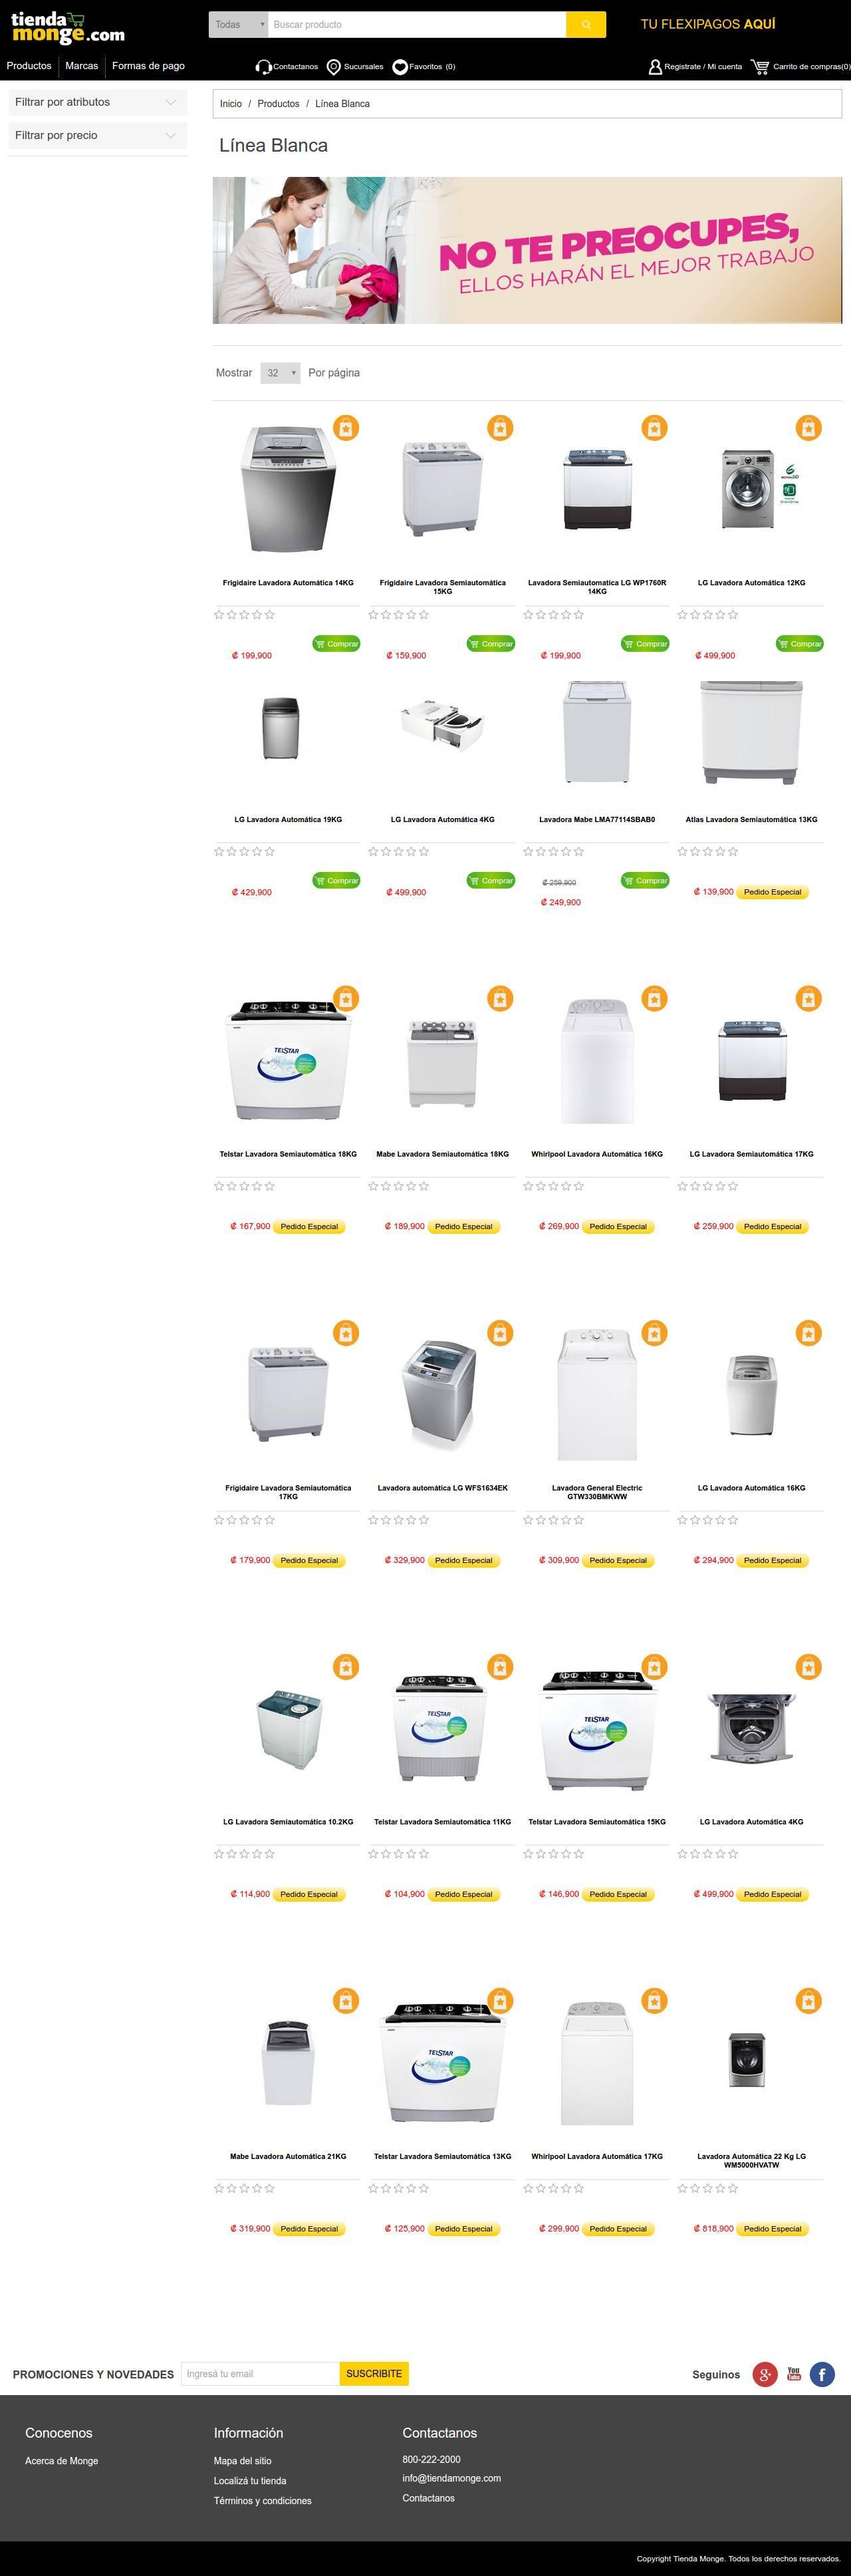 tienda
monge.com
Todas
Buscar producto
TU FLEXIPAGOS AQUÍ
Productos
Marcas
Formas de pago
Contactanos
Sucursales
Favoritos (0)
Registrate / Mi cuenta
Carrito de compras(0)
Filtrar por atributos
Filtrar por precio
Inicio / Productos / Línea Blanca
Línea Blanca
NO TE PREOCUPES,
ELLOS HARÁN EL MEJOR TRABAJO
Mostrar 32 Por página
Frigidaire Lavadora Automática 14KG
₡ 199,900
Comprar
Frigidaire Lavadora Semiautomática
15KG
₡ 159,900
Comprar
Lavadora Semiautomatica LG WP1760R
14KG
₡ 199,900
Comprar
LG Lavadora Automática 12KG
₡ 499,900
Comprar
LG Lavadora Automática 19KG
₡ 429,900
Comprar
LG Lavadora Automática 4KG
₡ 499,900
Comprar
Lavadora Mabe LMA77114SBAB0
₡ 259,900
₡ 249,900
Comprar
Atlas Lavadora Semiautomática 13KG
₡ 139,900
Pedido Especial
TELSTAR
Telstar Lavadora Semiautomática 18KG
₡ 167,900
Pedido Especial
Mabe Lavadora Semiautomática 18KG
₡ 189,900
Pedido Especial
Whirlpool Lavadora Automática 16KG
₡ 269,900
Pedido Especial
LG Lavadora Semiautomática 17KG
₡ 259,900
Pedido Especial
Frigidaire Lavadora Semiautomática
17KG
₡ 179,900
Pedido Especial
Lavadora automática LG WFS1634EK
₡ 329,900
Pedido Especial
Lavadora General Electric
GTW330BMKWW
₡ 309,900
Pedido Especial
LG Lavadora Automática 16KG
₡ 294,900
Pedido Especial
LG Lavadora Semiautomática 10.2KG
₡ 114,900
Pedido Especial
TELSTAR
Telstar Lavadora Semiautomática 11KG
₡ 104,900
Pedido Especial
TELSTAR
Telstar Lavadora Semiautomática 15KG
₡ 146,900
Pedido Especial
LG Lavadora Automática 4KG
₡ 499,900
Pedido Especial
Mabe Lavadora Automática 21KG
₡ 319,900
Pedido Especial
TELSTAR
Telstar Lavadora Semiautomática 13KG
₡ 125,900
Pedido Especial
Whirlpool Lavadora Automática 17KG
₡ 299,900
Pedido Especial
Lavadora Automática 22 Kg LG
WM5000HVATW
₡ 818,900
Pedido Especial
PROMOCIONES Y NOVEDADES
Ingresá tu email
SUSCRIBITE
Seguinos
You
Tube
Conocenos
Acerca de Monge
Información
Mapa del sitio
Localizá tu tienda
Términos y condiciones
Contactanos
800-222-2000
info@tiendamonge.com
Contactanos
Copyright Tienda Monge. Todos los derechos reservados.